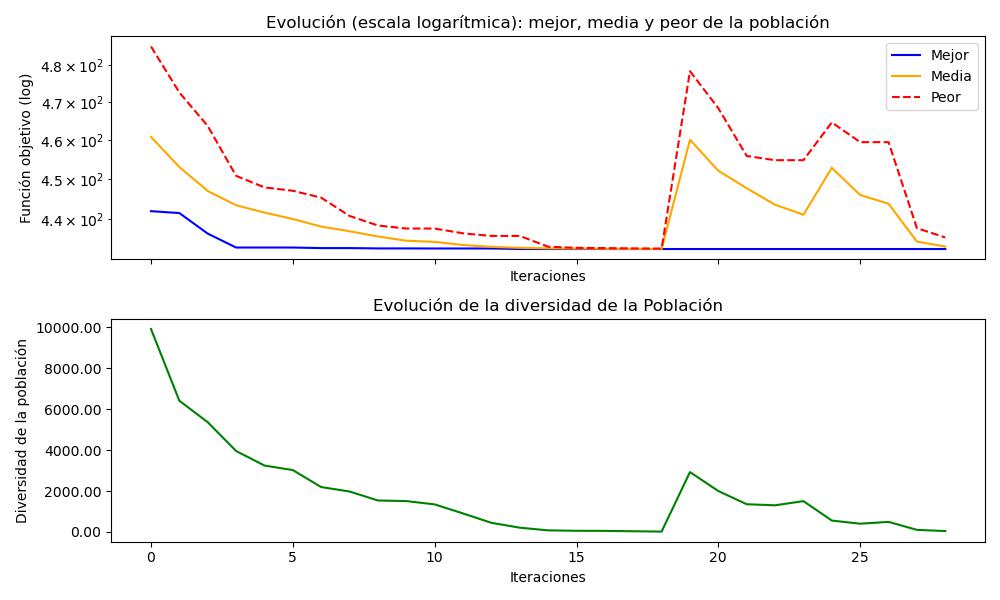 Evolución (escala logarítmica): mejor, media y peor de la población
Función objetivo (log)
4.8 × 10²
4.7 × 10²
4.6 × 10²
4.5 × 10²
4.4 × 10²
Mejor
Media
Peor
Iteraciones
Evolución de la diversidad de la Población
Diversidad de la población
10000.00
8000.00
6000.00
4000.00
2000.00
0.00
0 5 10 15 20 25
Iteraciones